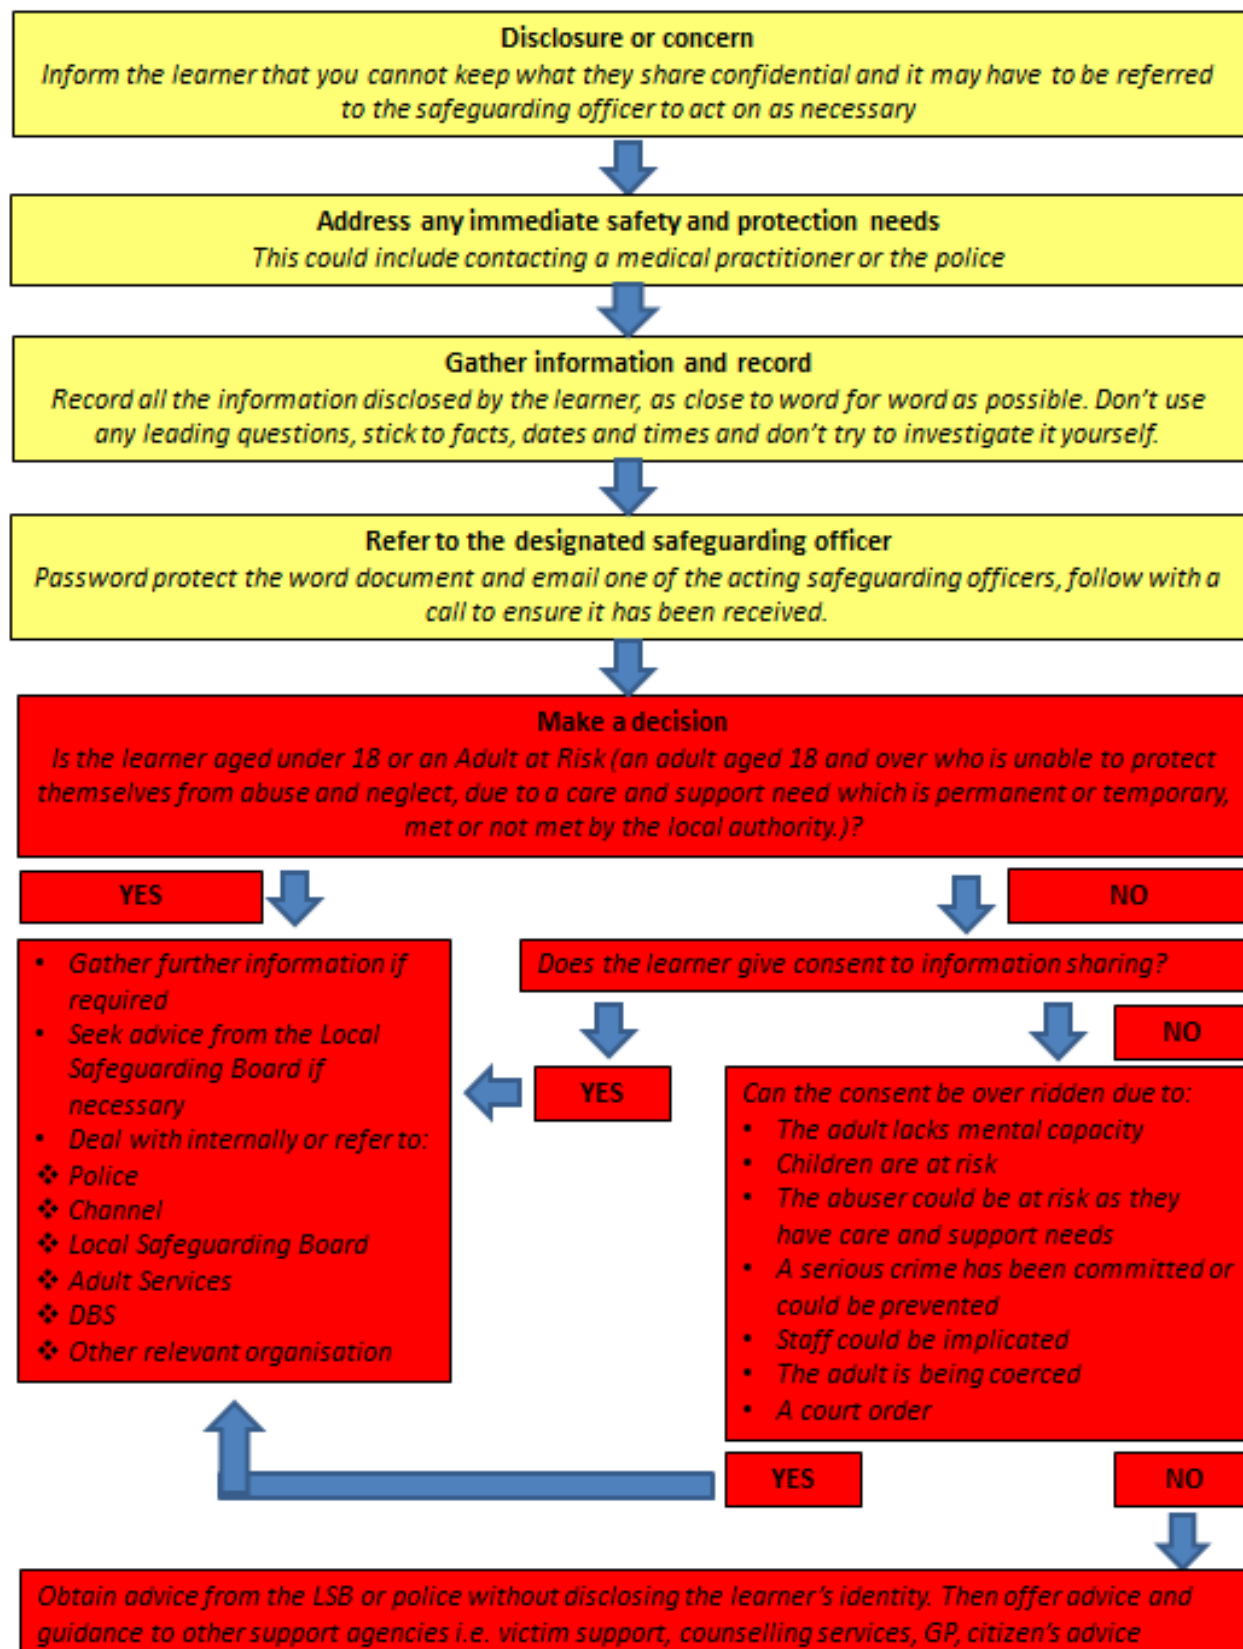 Disclosure or concern
Inform the learner that you cannot keep what they share confidential and it may have to be referred
to the safeguarding officer to act on as necessary
Address any immediate safety and protection needs
This could include contacting a medical practitioner or the police
Gather information and record
Record all the information disclosed by the learner, as close to word for word as possible. Don't use
any leading questions, stick to facts, dates and times and don't try to investigate it yourself.
Refer to the designated safeguarding officer
Password protect the word document and email one of the acting safeguarding officers, follow with a
call to ensure it has been received.
Make a decision
Is the learner aged under 18 or an Adult at Risk (an adult aged 18 and over who is unable to protect
themselves from abuse and neglect, due to a care and support need which is permanent or temporary,
met or not met by the local authority.)?
YES
NO
• Gather further information if
required
• Seek advice from the Local
Safeguarding Board if
necessary
• Deal with internally or refer to:
❖ Police
❖ Channel
❖ Local Safeguarding Board
❖ Adult Services
❖ DBS
❖ Other relevant organisation
Does the learner give consent to information sharing?
YES
NO
Can the consent be over ridden due to:
• The adult lacks mental capacity
• Children are at risk
• The abuser could be at risk as they
have care and support needs
• A serious crime has been committed or
could be prevented
• Staff could be implicated
• The adult is being coerced
• A court order
YES
NO
Obtain advice from the LSB or police without disclosing the learner's identity. Then offer advice and
guidance to other support agencies i.e. victim support, counselling services, GP, citizen's advice